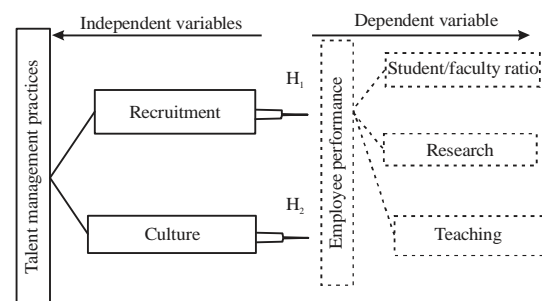 Independent variables
Dependent variable
Talent management practices
Recruitment
Culture
H1
H2
Employee performance
Student/faculty ratio
Research
Teaching